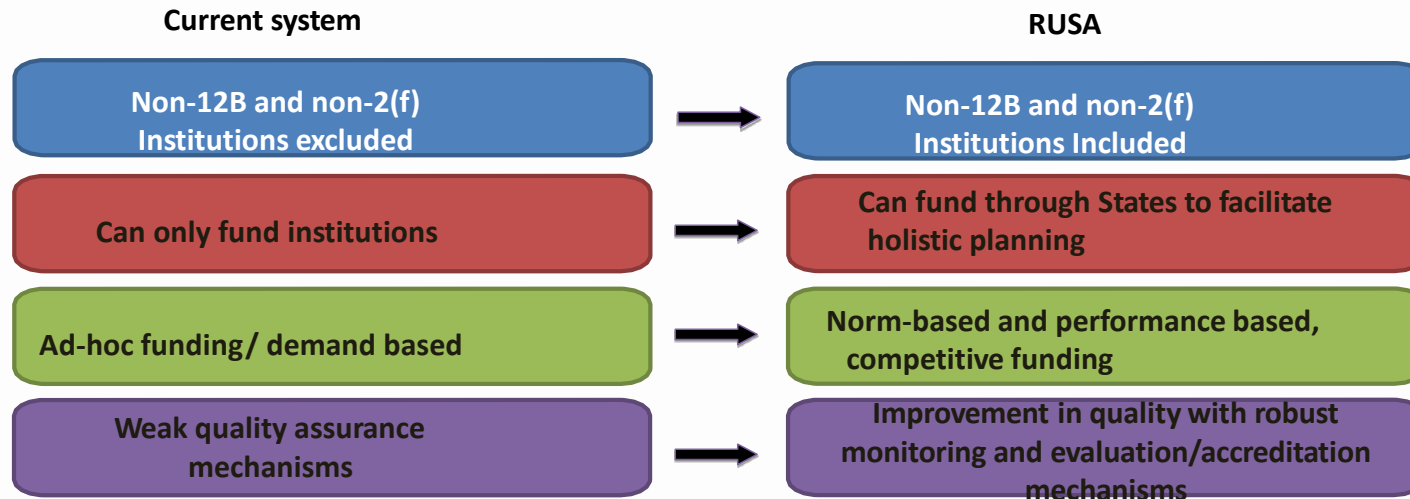 Current system
RUSA
Non-12B and non-2(f)
Institutions excluded
Non-12B and non-2(f)
Institutions Included
Can only fund institutions
Can fund through States to facilitate
holistic planning
Ad-hoc funding/ demand based
Norm-based and performance based,
competitive funding
Weak quality assurance
mechanisms
Improvement in quality with robust
monitoring and evaluation/accreditation
mechanisms